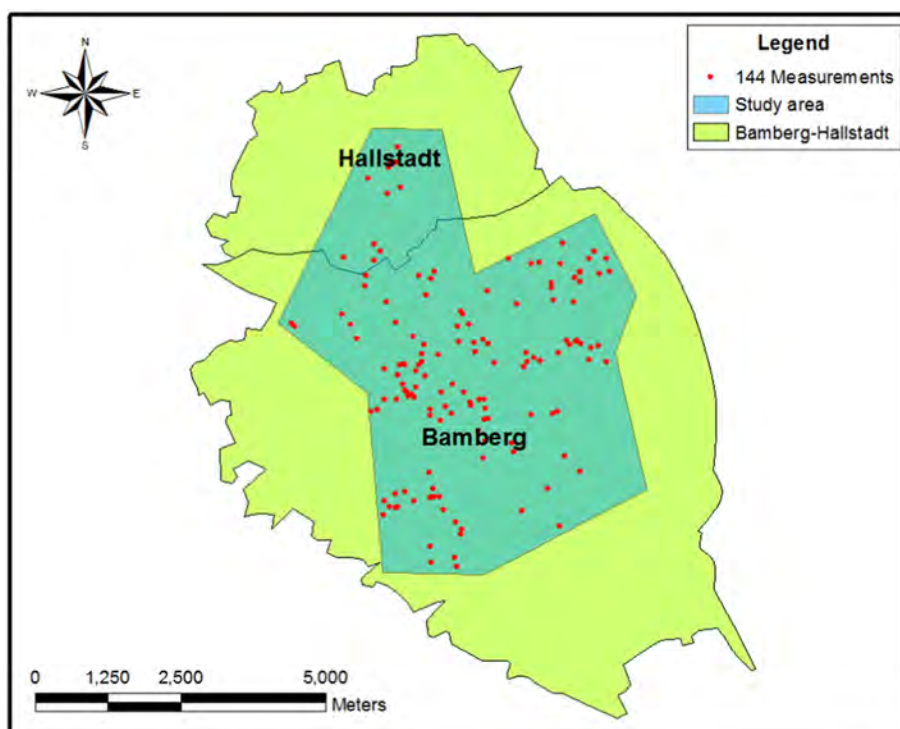 N
W E
S
Legend
144 Measurements
Study area
Bamberg-Hallstadt
Hallstadt
Bamberg
0 1,250 2,500 5,000
Meters